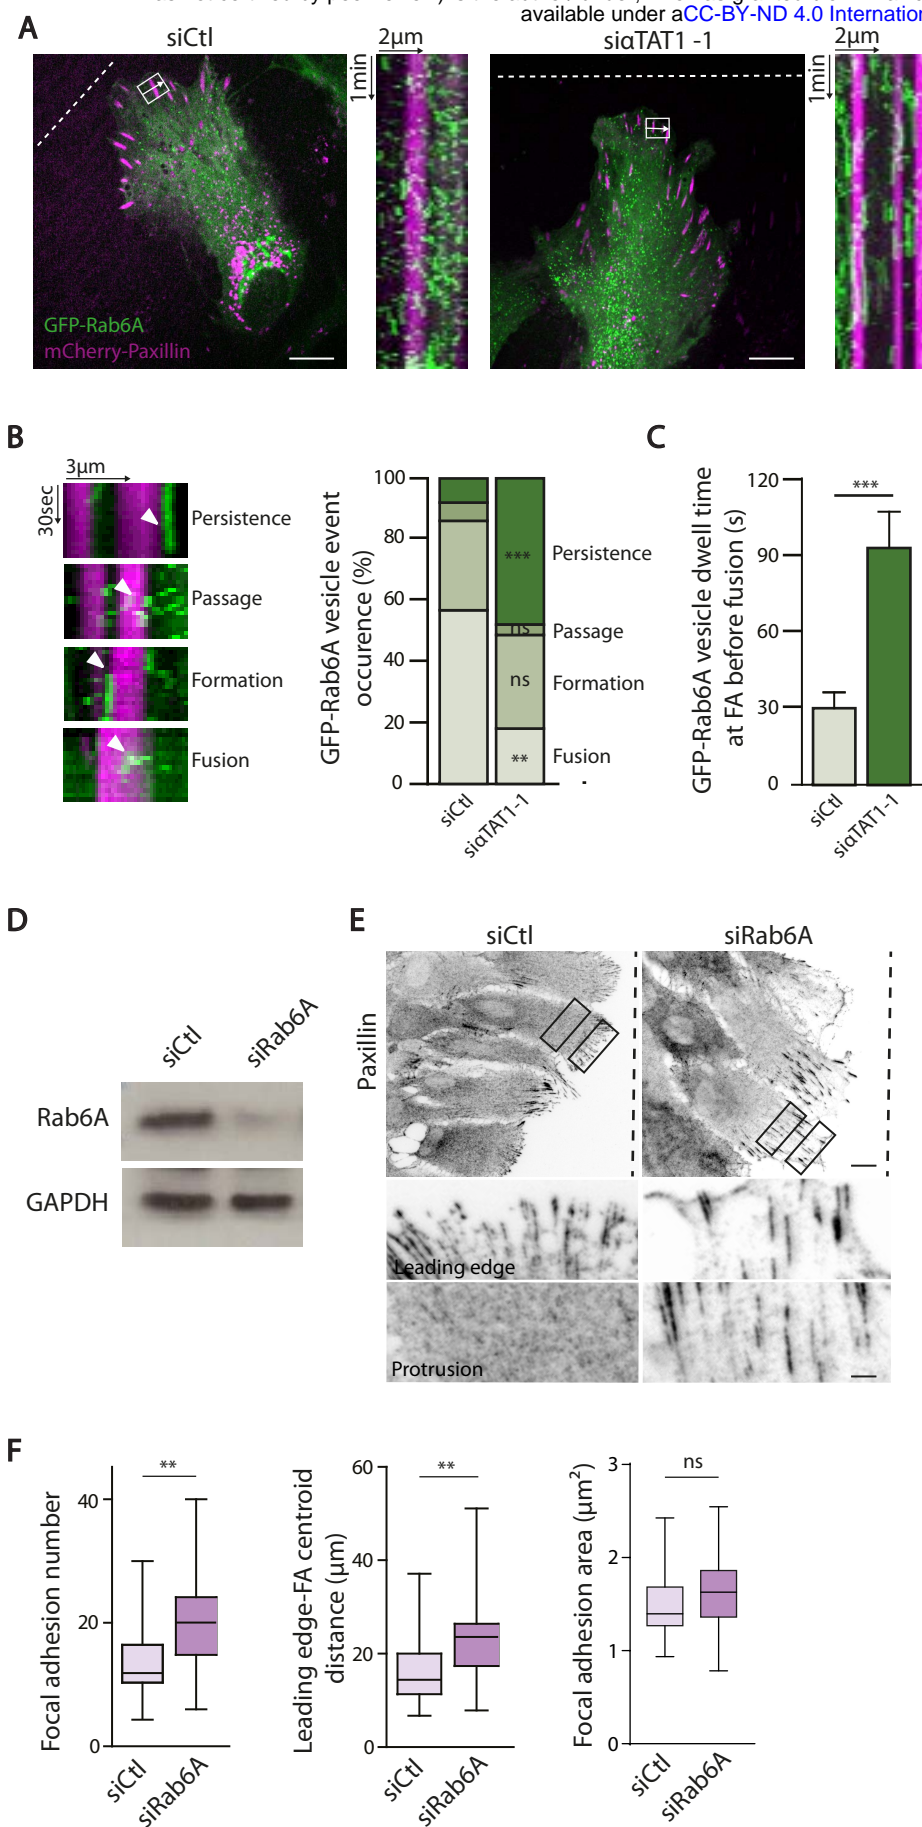 available under aCC-BY-ND 4.0 Internation
A
siCtl
2µm
1min
GFP-Rab6A
mCherry-Paxillin
siαTAT1 -1
2µm
1min
B
3µm
30sec
Persistence
Passage
Formation
Fusion
GFP-Rab6A vesicle event
occurence (%)
100
80
60
40
20
0
***
ns
ns
**
Persistence
Passage
Formation
Fusion
siCtl
siαTAT1-1
C
GFP-Rab6A vesicle dwell time
at FA before fusion (s)
120
90
60
30
0
***
siCtl
siαTAT1-1
D
siCtl
siRab6A
Rab6A
GAPDH
E
siCtl
siRab6A
Paxillin
Leading edge
Protrusion
F
Focal adhesion number
40
20
0
**
siCtl
siRab6A
Leading edge-FA centroid
distance (µm)
60
40
20
0
**
siCtl
siRab6A
Focal adhesion area (µm²)
3
2
1
0
ns
siCtl
siRab6A